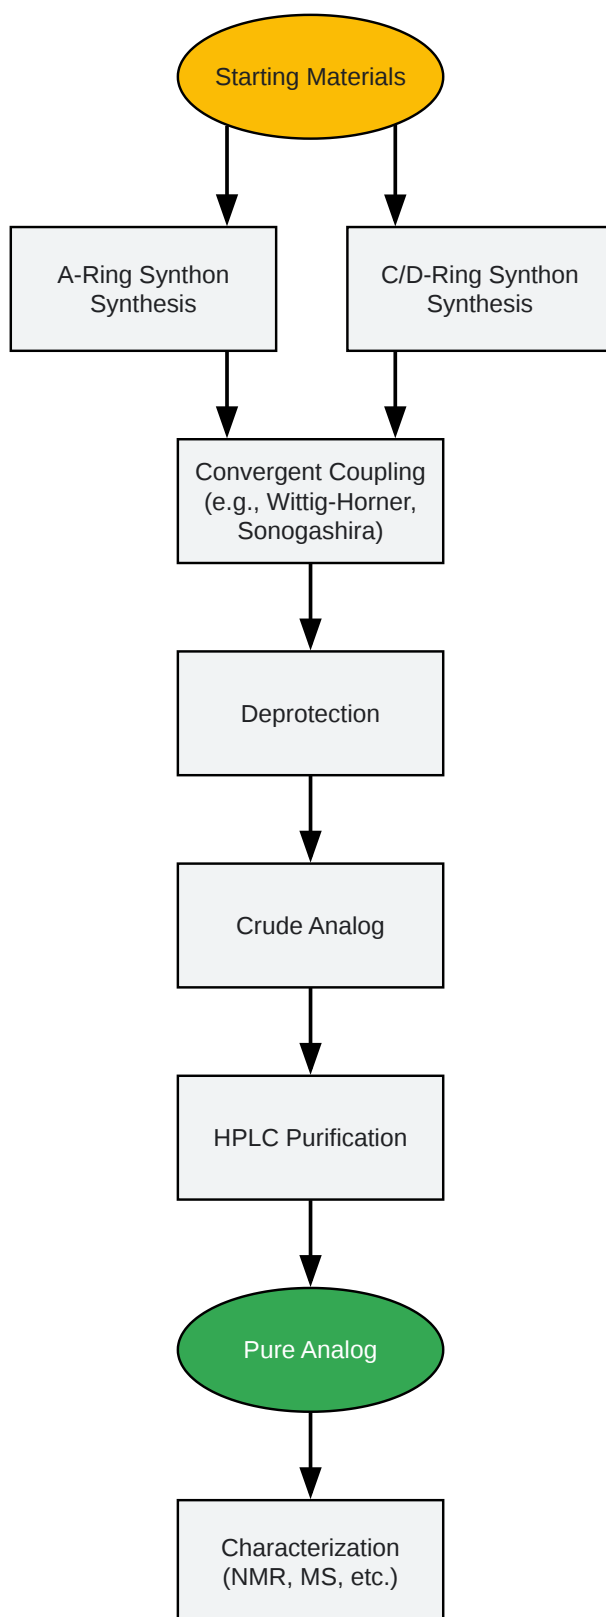 Starting Materials
A-Ring Synthon
Synthesis
C/D-Ring Synthon
Synthesis
Convergent Coupling
(e.g., Wittig-Horner,
Sonogashira)
Deprotection
Crude Analog
HPLC Purification
Pure Analog
Characterization
(NMR, MS, etc.)